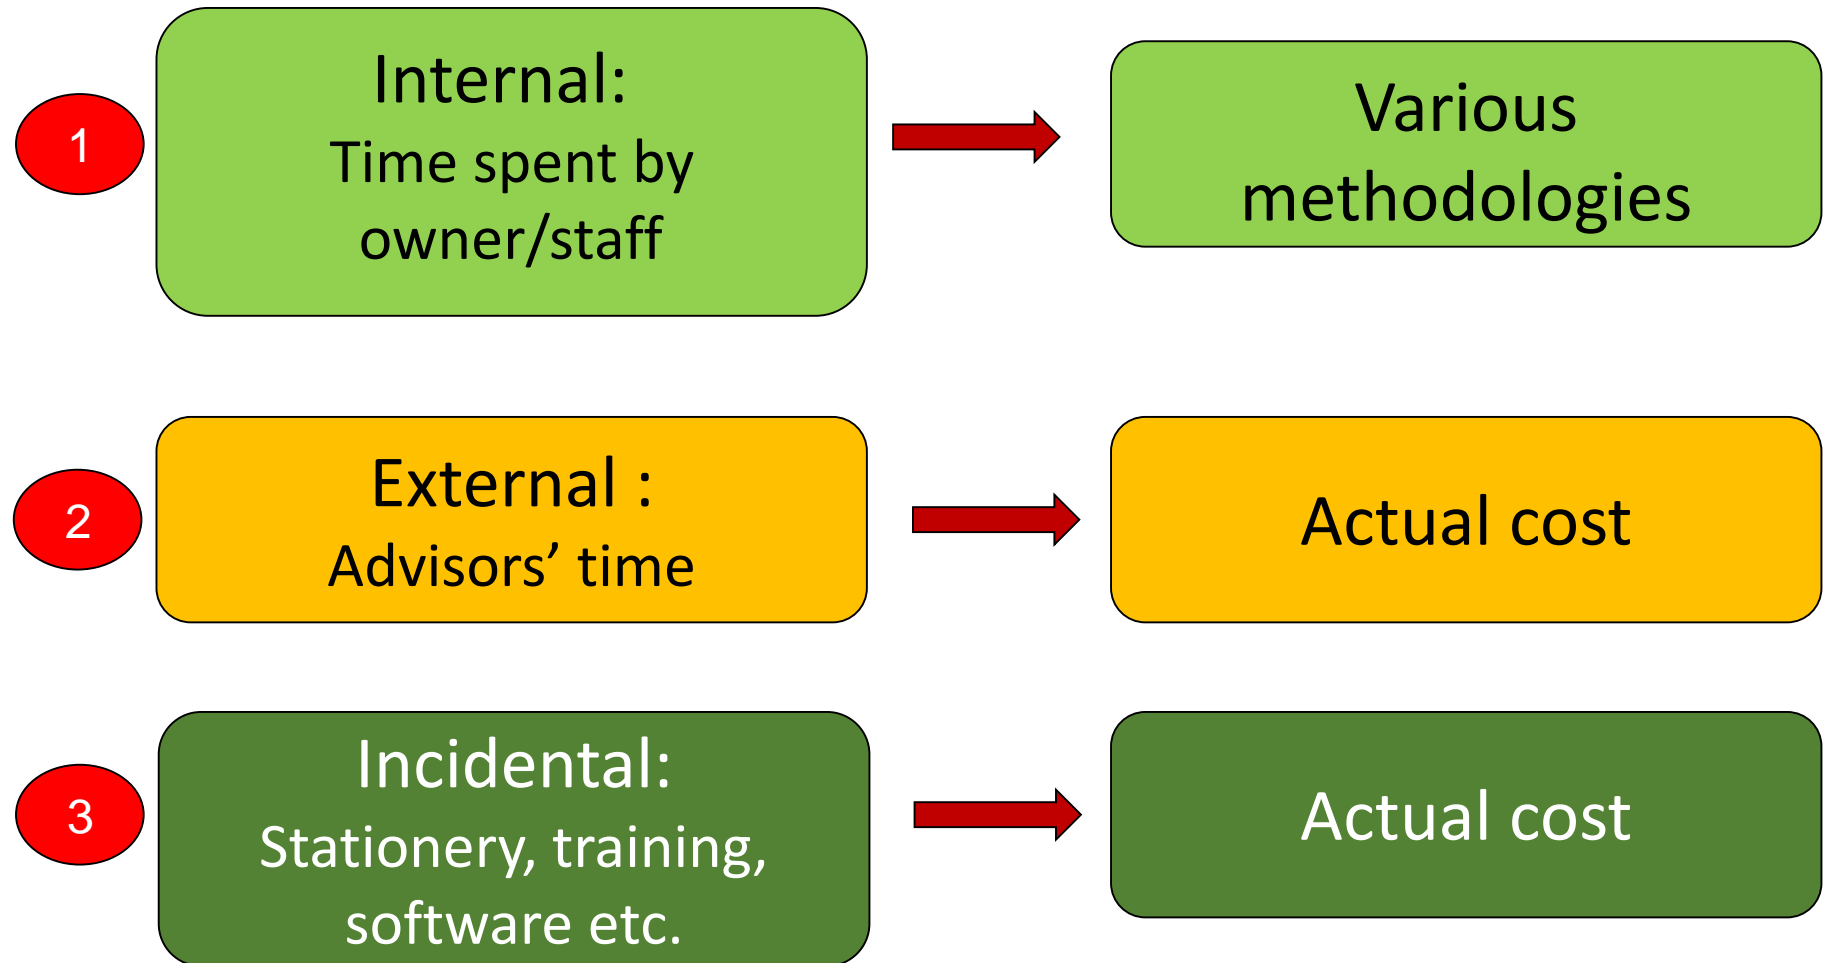 1
Internal:
Time spent by
owner/staff
Various
methodologies
2
External :
Advisors’ time
Actual cost
3
Incidental:
Stationery, training,
software etc.
Actual cost